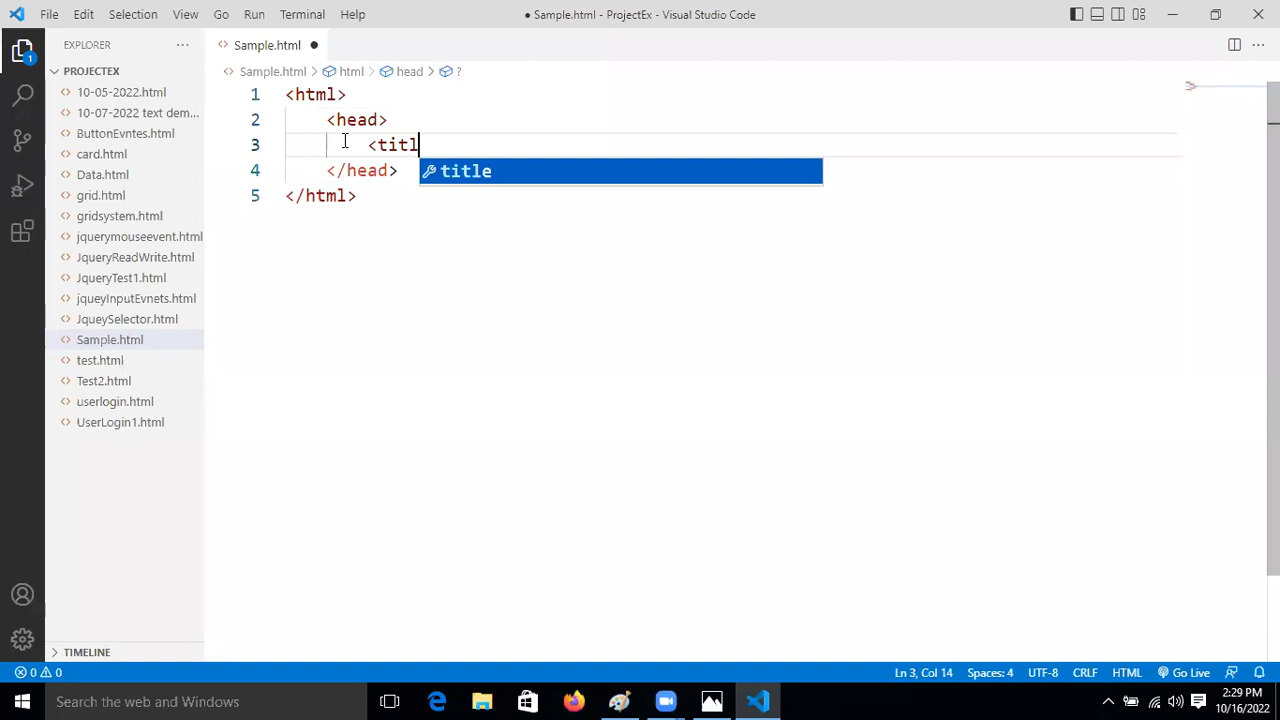 File Edit Selection View Go Run Terminal Help
● Sample.html - ProjectEx - Visual Studio Code
EXPLORER
PROJECTEX
10-05-2022.html
10-07-2022 text dem...
ButtonEvntes.html
card.html
Data.html
grid.html
gridsystem.html
jquerymouseevent.html
JqueryReadWrite.html
JqueryTest1.html
jqueyInputEvnets.html
JqueySelector.html
Sample.html
test.html
Test2.html
userlogin.html
UserLogin1.html
TIMELINE
Sample.html ●
Sample.html > html > head > ?
1 <html>
2 <head>
3 <titl
title
4 </head>
5 </html>
0 0
Ln 3, Col 14 Spaces: 4 UTF-8 CRLF HTML Go Live
1
Search the web and Windows
2:29 PM
10/16/2022